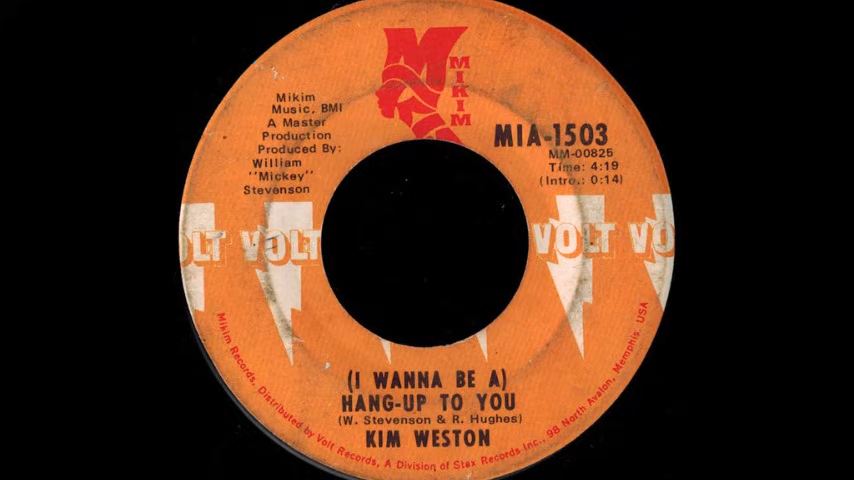 M
MIKIM
Mikim
Music, BMI
A Master
Production
Produced By:
William
"Mickey"
Stevenson
MIA-1503
MM-00825
Time: 4:19
(Intro.: 0:14)
OLT VOLT VOLT VO
(I WANNA BE A)
HANG-UP TO YOU
(W. Stevenson & R. Hughes)
KIM WESTON
Mikim Records, Distributed by Volt Records, A Division of Stax Records Inc., 98 North Avalon, Memphis, USA